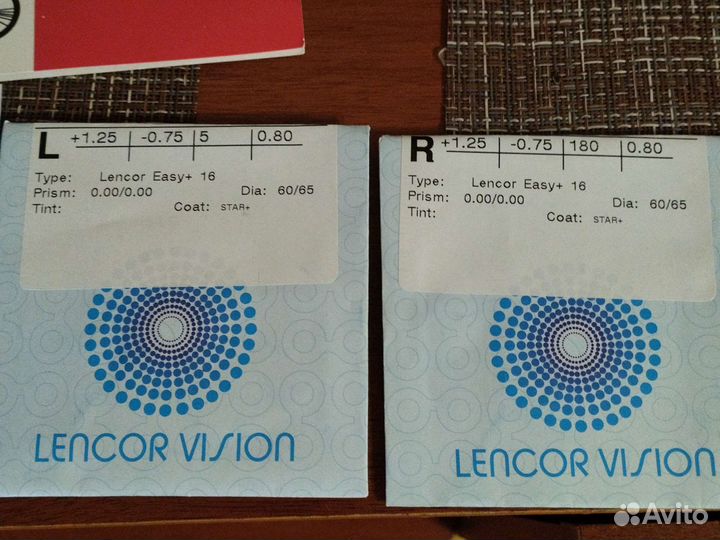 L +1.25 -0.75 5 0.80
Type: Lencor Easy+ 16
Prism: 0.00/0.00 Dia: 60/65
Tint: Coat: STAR+
LENCOR VISION
R +1.25 -0.75 180 0.80
Type: Lencor Easy+ 16
Prism: 0.00/0.00 Dia: 60/65
Tint: Coat: STAR+
LENCOR VISION
Avito